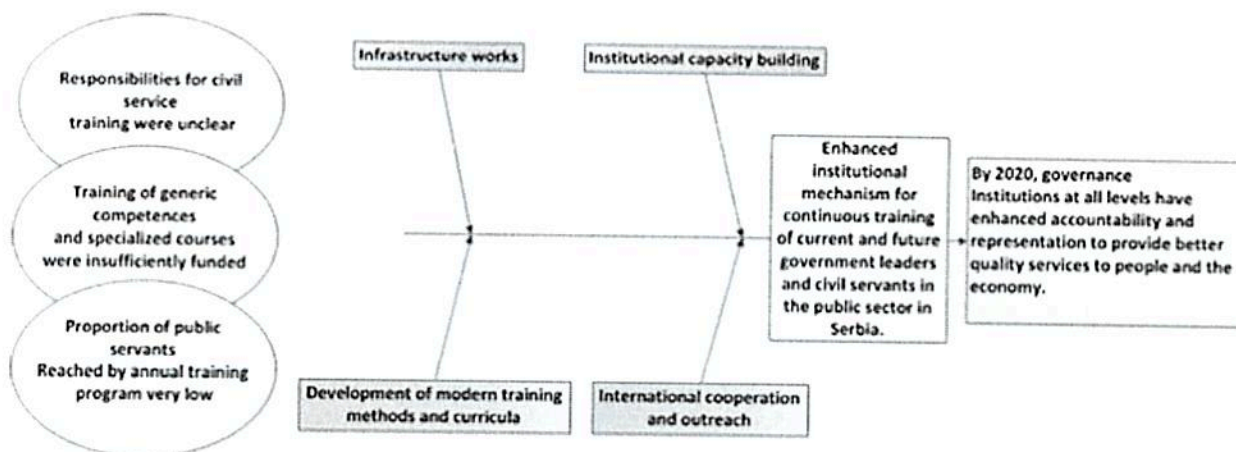 Responsibilities for civil
service
training were unclear
Training of generic
competences
and specialized courses
were insufficiently funded
Proportion of public
servants
Reached by annual training
program very low
Infrastructure works
Institutional capacity building
Development of modern training
methods and curricula
International cooperation
and outreach
Enhanced
institutional
mechanism for
continuous training
of current and future
government leaders
and civil servants in
the public sector in
Serbia.
By 2020, governance
Institutions at all levels have
enhanced accountability and
representation to provide better
quality services to people and the
economy.